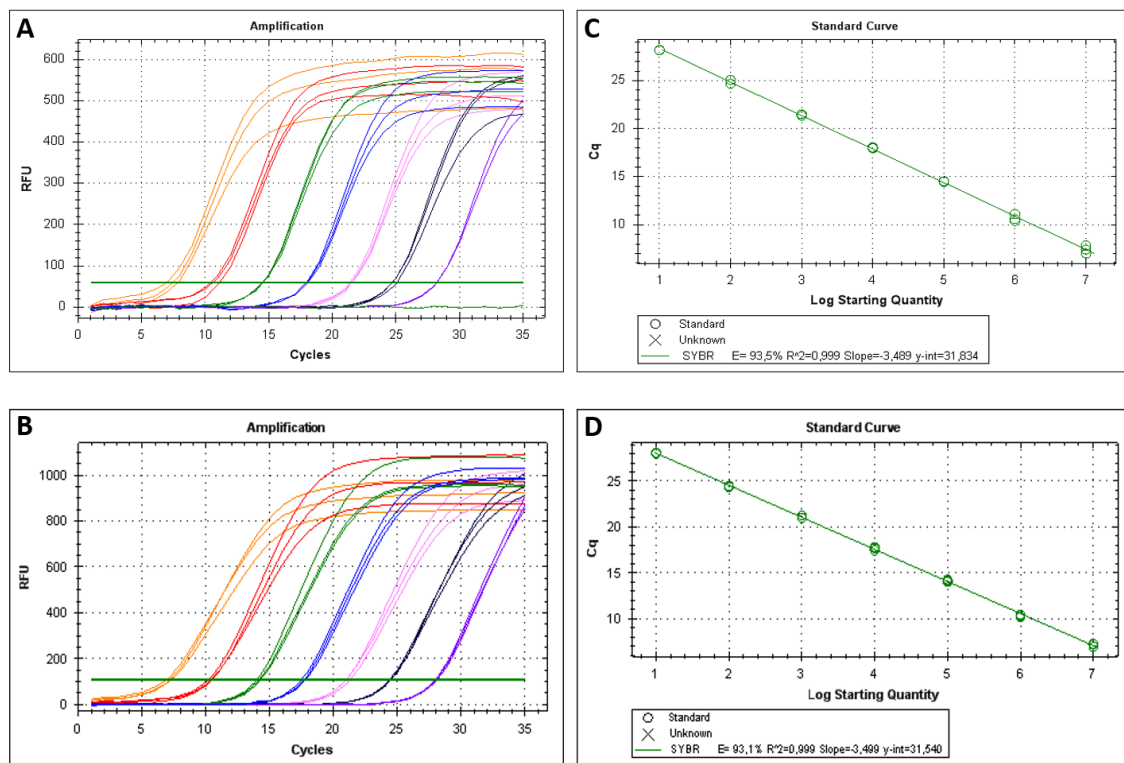 A
Amplification
600
500
400
300
200
100
0
RFU
0 5 10 15 20 25 30 35
Cycles
C
Standard Curve
25
20
15
10
Cq
1 2 3 4 5 6 7
Log Starting Quantity
Standard
Unknown
SYBR E= 93,5% R^2=0,999 Slope=-3,489 y-int=31,834
B
Amplification
1000
800
600
400
200
0
RFU
0 5 10 15 20 25 30 35
Cycles
D
Standard Curve
25
20
15
10
Cq
1 2 3 4 5 6 7
Log Starting Quantity
Standard
Unknown
SYBR E= 93,1% R^2=0,999 Slope=-3,499 y-int=31,540